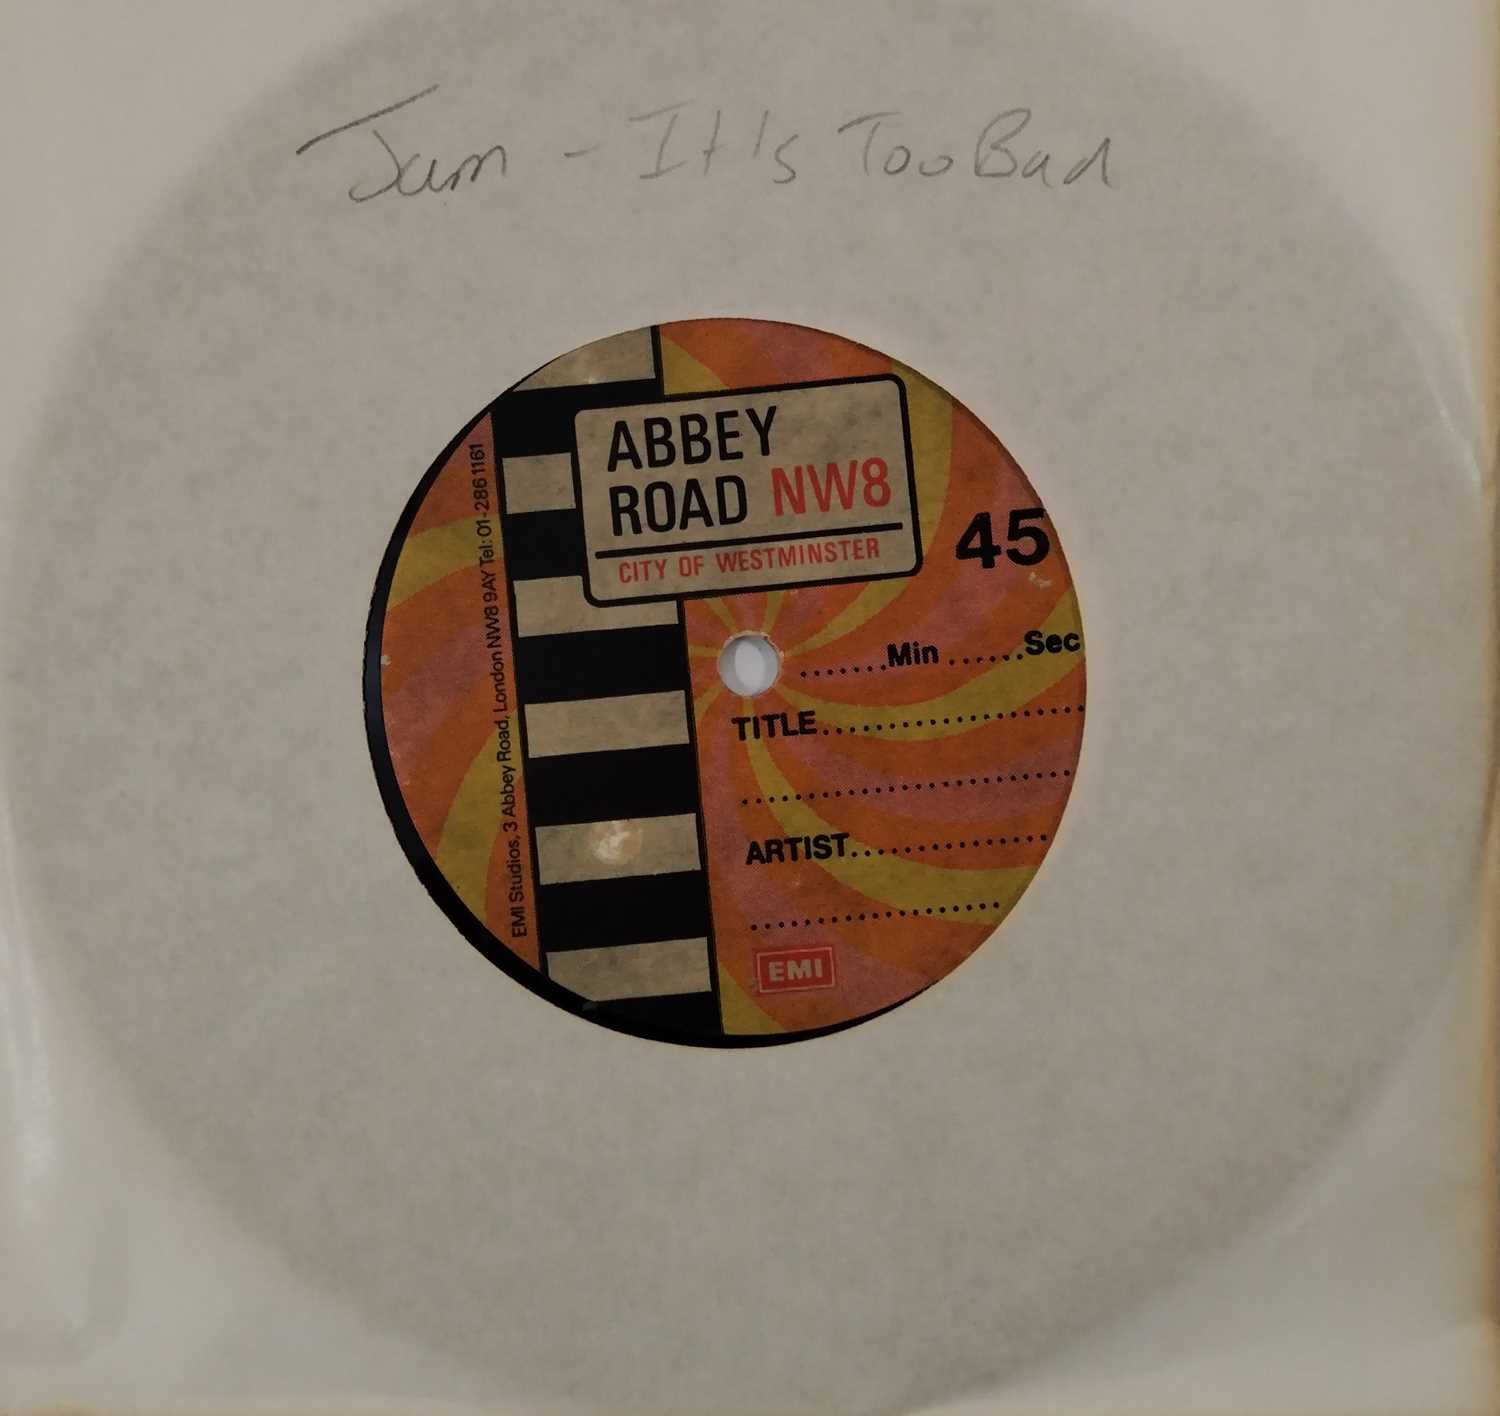 Jam - It's Too Bad
ABBEY
ROAD NW8
CITY OF WESTMINSTER
45
.......Min ......Sec
TITLE....................
..........................
ARTIST...............
....................
EMI
EMI Studios, 3 Abbey Road, London NW8 9AY Tel: 01-286 1161